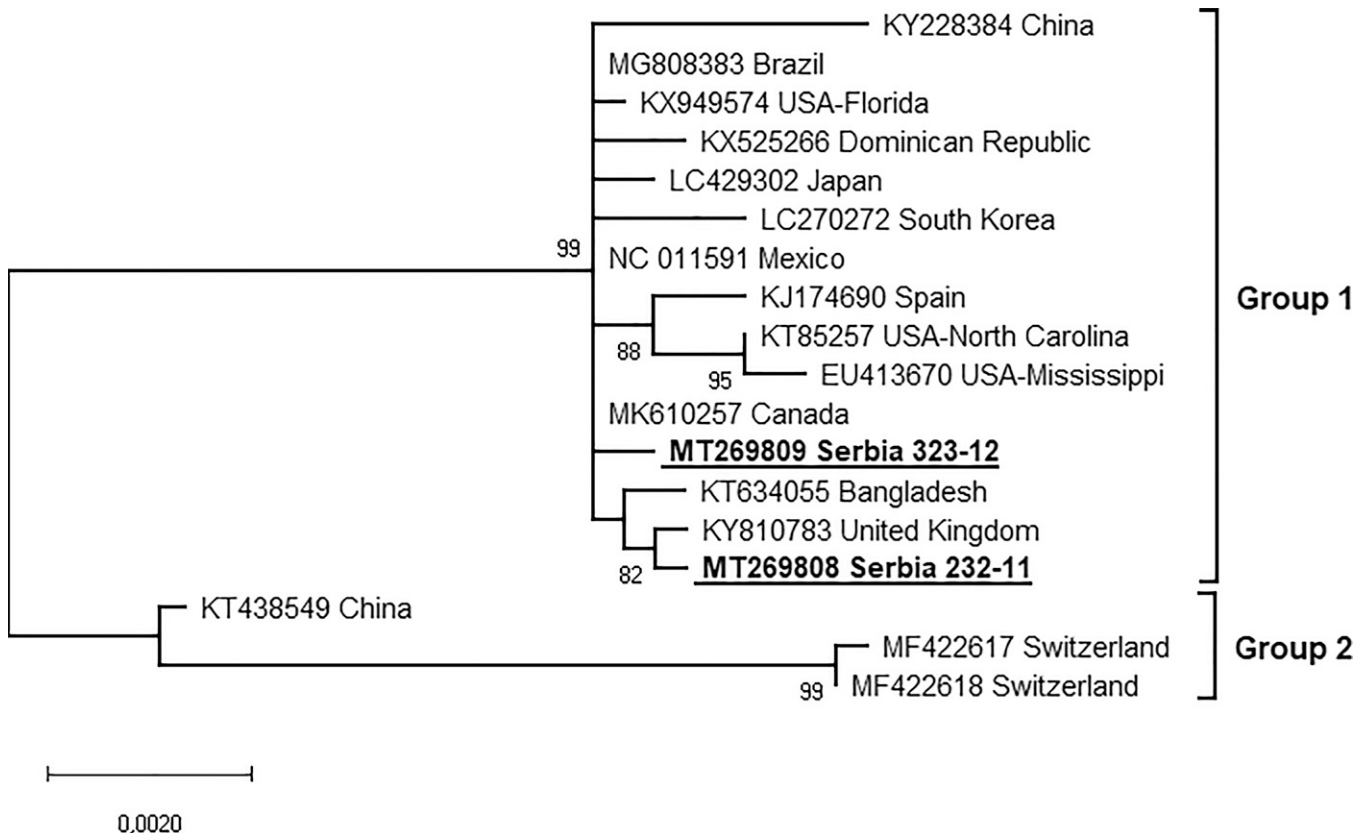 KY228384 China
MG808383 Brazil
KX949574 USA-Florida
KX525266 Dominican Republic
LC429302 Japan
LC270272 South Korea
99
NC 011591 Mexico
KJ174690 Spain
Group 1
KT85257 USA-North Carolina
88
EU413670 USA-Mississippi
95
MK610257 Canada
MT269809 Serbia 323-12
KT634055 Bangladesh
KY810783 United Kingdom
MT269808 Serbia 232-11
82
KT438549 China
MF422617 Switzerland
Group 2
MF422618 Switzerland
99
0,0020